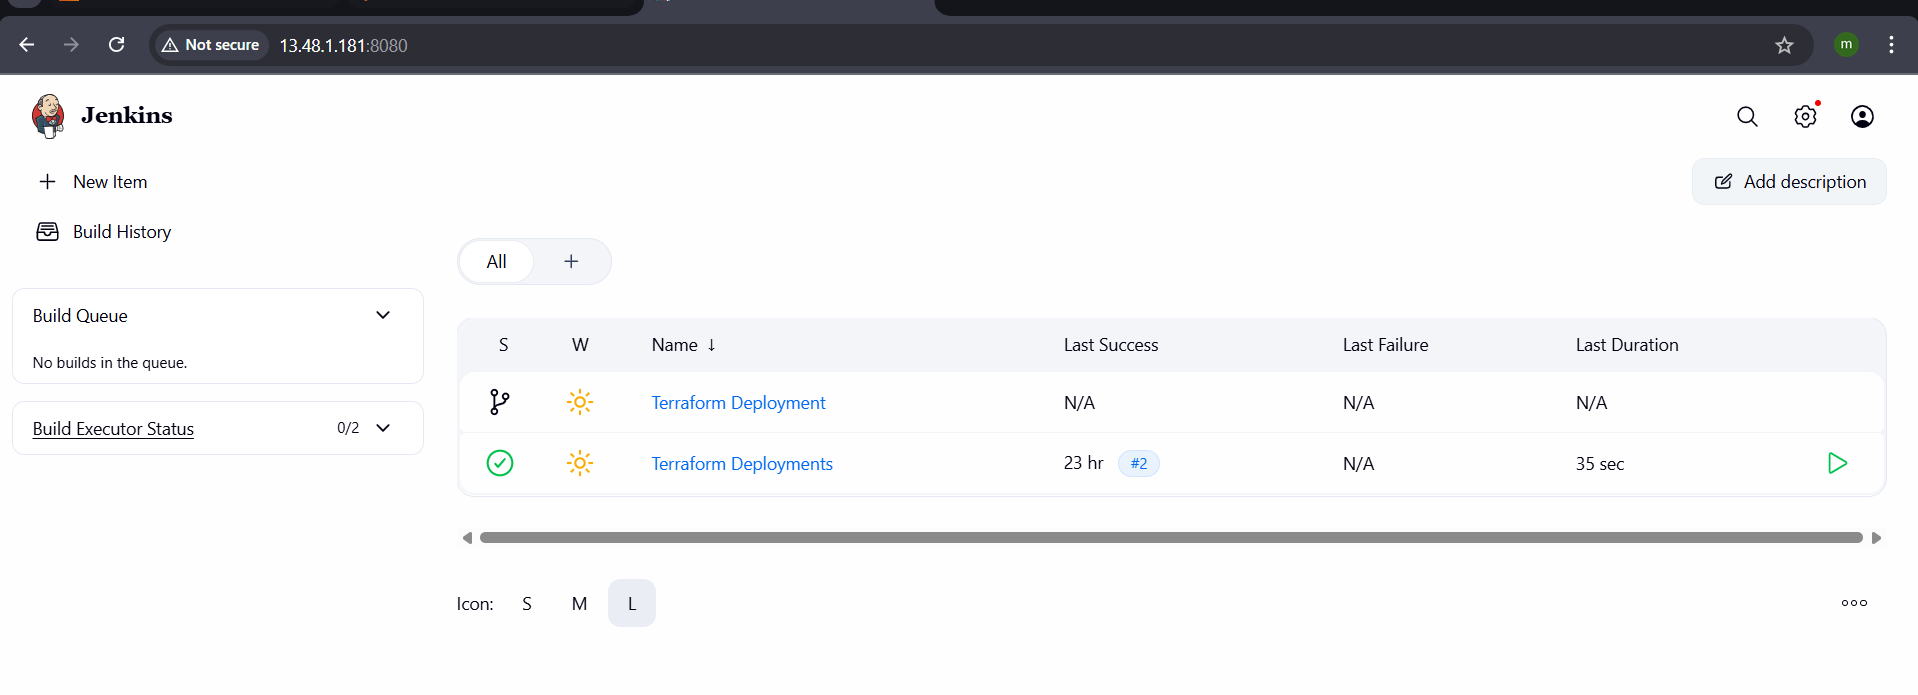 Not secure
13.48.1.181:8080
m
Jenkins
New Item
Add description
Build History
All
Build Queue
No builds in the queue.
Build Executor Status 0/2
S W Name ↓ Last Success Last Failure Last Duration
Terraform Deployment N/A N/A N/A
Terraform Deployments 23 hr #2 N/A 35 sec
Icon: S M L